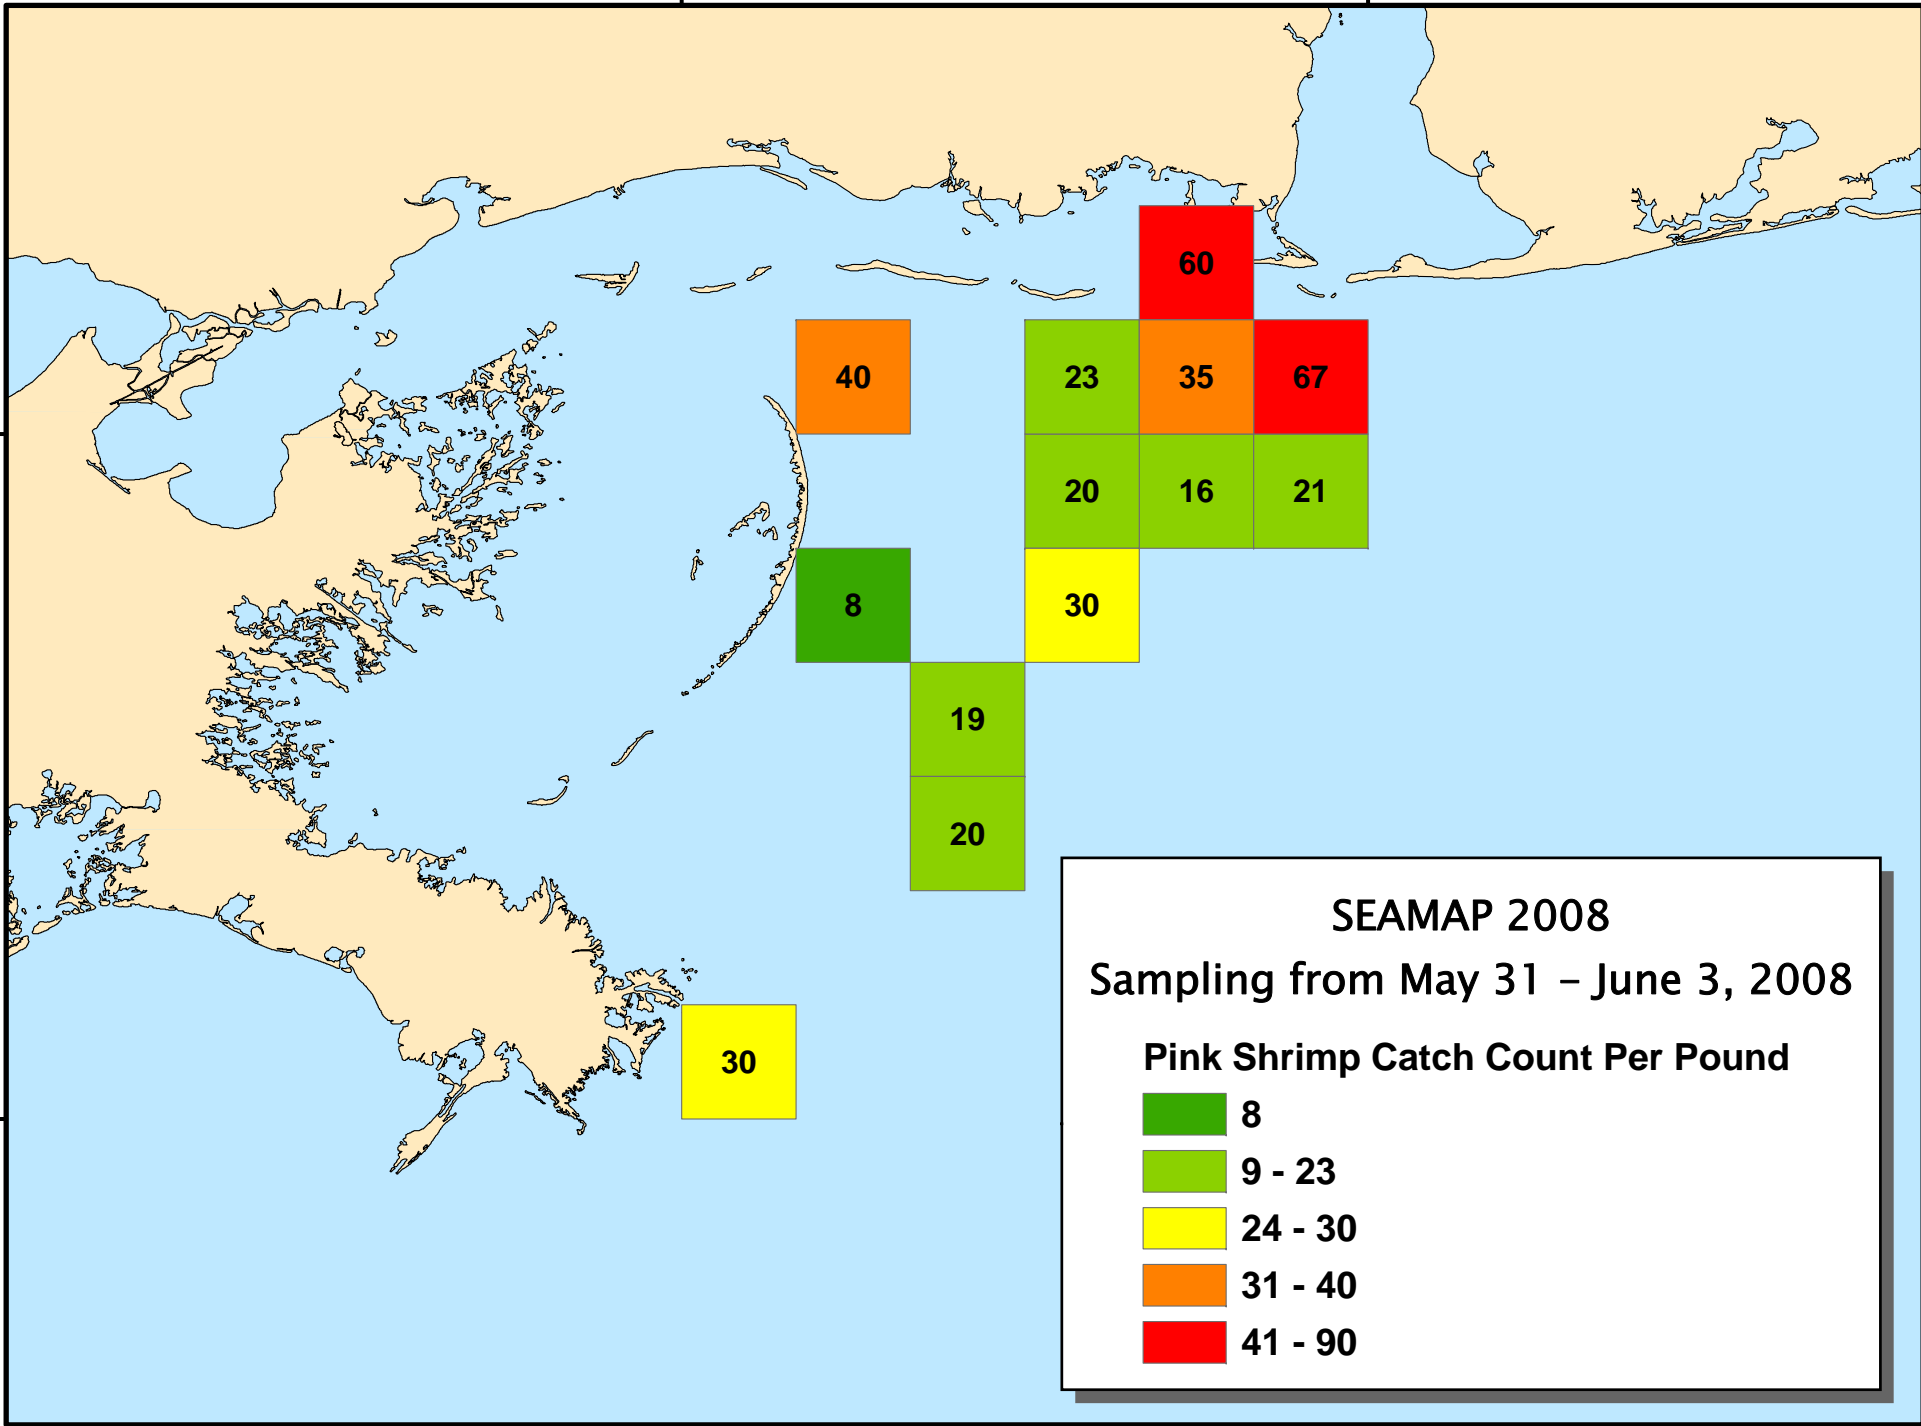 60
40
23
35
67
20
16
21
8
30
19
20
30
SEAMAP 2008
Sampling from May 31 – June 3, 2008
Pink Shrimp Catch Count Per Pound
8
9 - 23
24 - 30
31 - 40
41 - 90